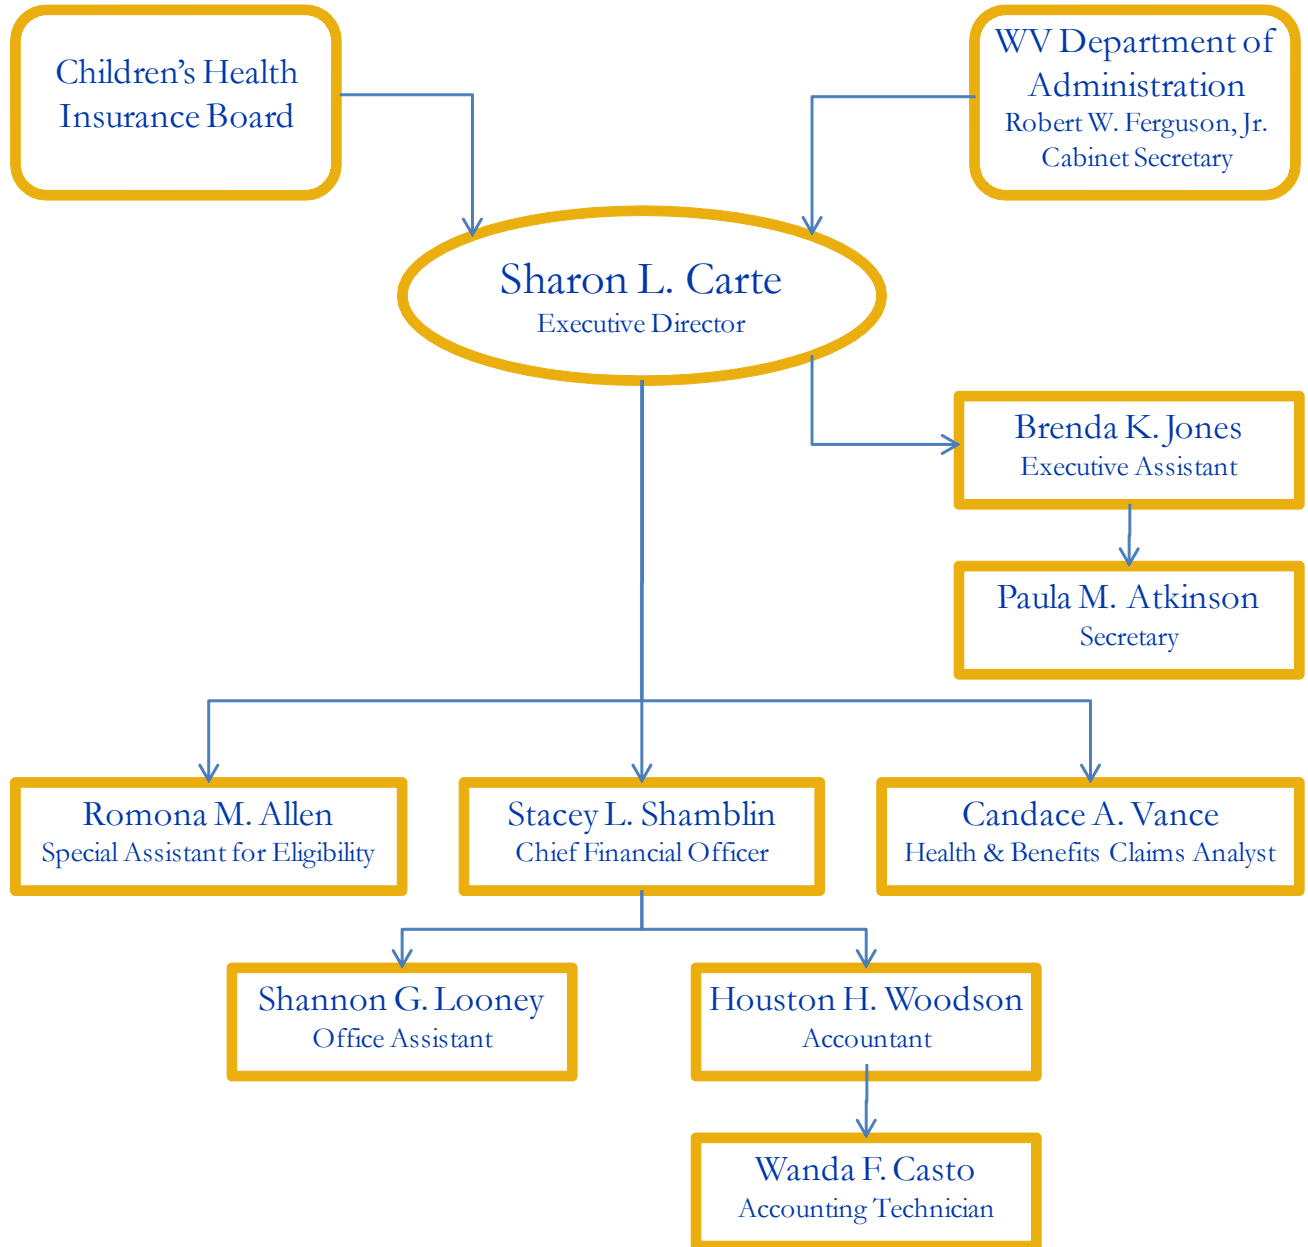 Children's Health
Insurance Board
WV Department of
Administration
Robert W. Ferguson, Jr.
Cabinet Secretary
Sharon L. Carte
Executive Director
Brenda K. Jones
Executive Assistant
Paula M. Atkinson
Secretary
Romona M. Allen
Special Assistant for Eligibility
Stacey L. Shamblin
Chief Financial Officer
Candace A. Vance
Health & Benefits Claims Analyst
Shannon G. Looney
Office Assistant
Houston H. Woodson
Accountant
Wanda F. Casto
Accounting Technician